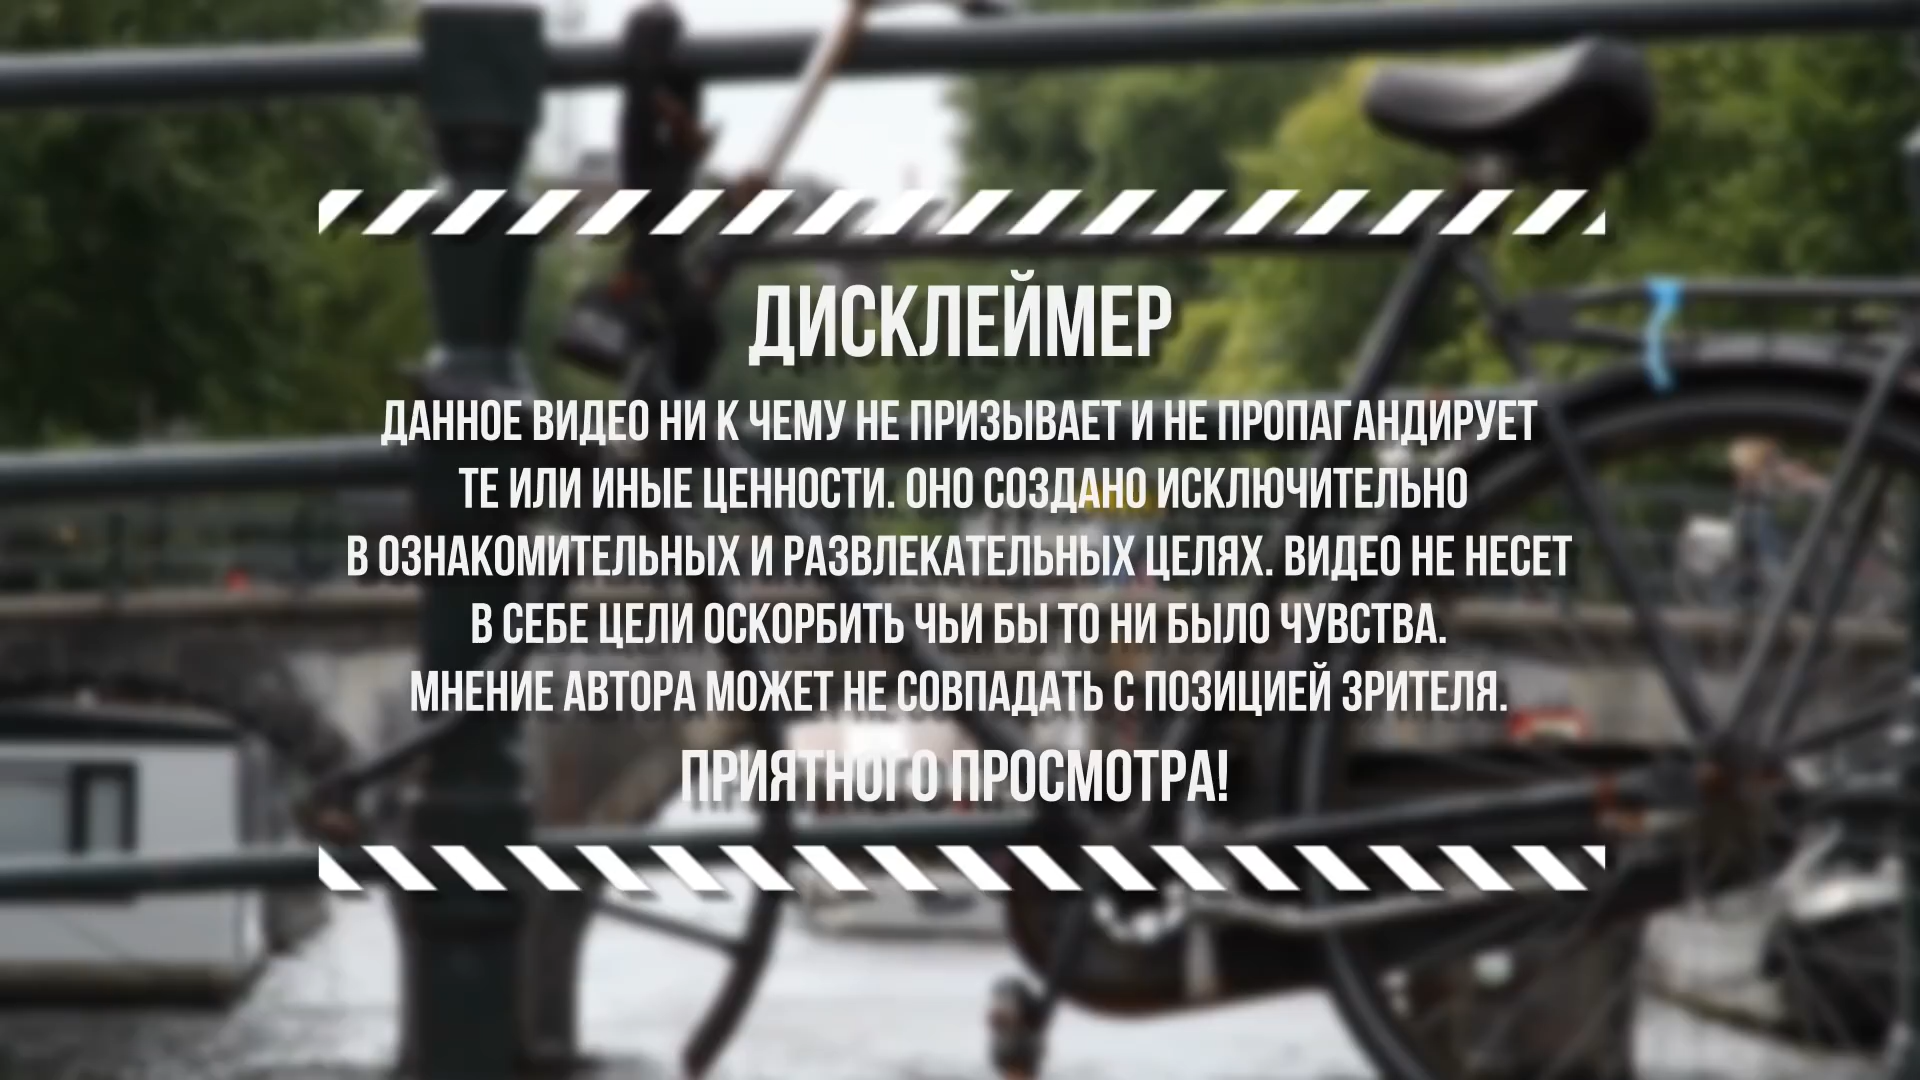 ДИСКЛЕЙМЕР
ДАННОЕ ВИДЕО НИ К ЧЕМУ НЕ ПРИЗЫВАЕТ И НЕ ПРОПАГАНДИРУЕТ
ТЕ ИЛИ ИНЫЕ ЦЕННОСТИ. ОНО СОЗДАНО ИСКЛЮЧИТЕЛЬНО
В ОЗНАКОМИТЕЛЬНЫХ И РАЗВЛЕКАТЕЛЬНЫХ ЦЕЛЯХ. ВИДЕО НЕ НЕСЕТ
В СЕБЕ ЦЕЛИ ОСКОРБИТЬ ЧЬИ БЫ ТО НИ БЫЛО ЧУВСТВА.
МНЕНИЕ АВТОРА МОЖЕТ НЕ СОВПАДАТЬ С ПОЗИЦИЕЙ ЗРИТЕЛЯ.
ПРИЯТНОГО ПРОСМОТРА!